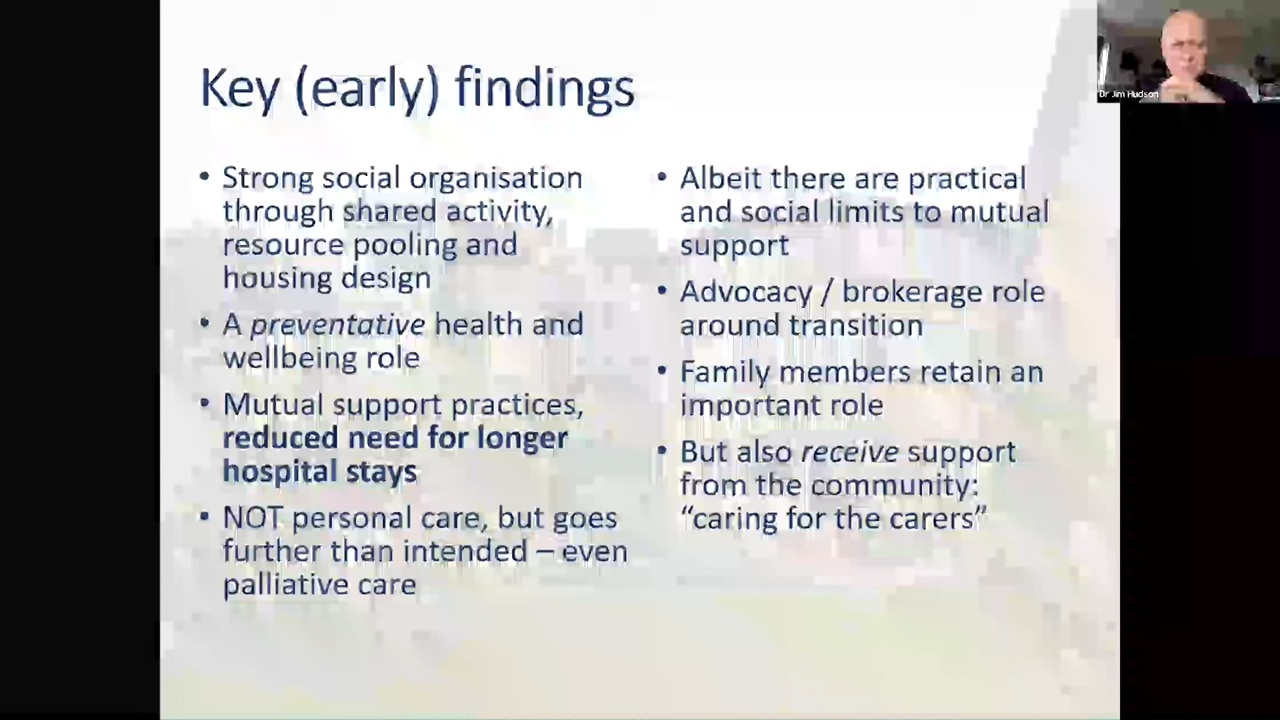 Key (early) findings
• Strong social organisation
through shared activity,
resource pooling and
housing design
• A preventative health and
wellbeing role
• Mutual support practices,
reduced need for longer
hospital stays
• NOT personal care, but goes
further than intended – even
palliative care
• Albeit there are practical
and social limits to mutual
support
• Advocacy / brokerage role
around transition
• Family members retain an
important role
• But also receive support
from the community:
“caring for the carers”
Dr Jim Hudson